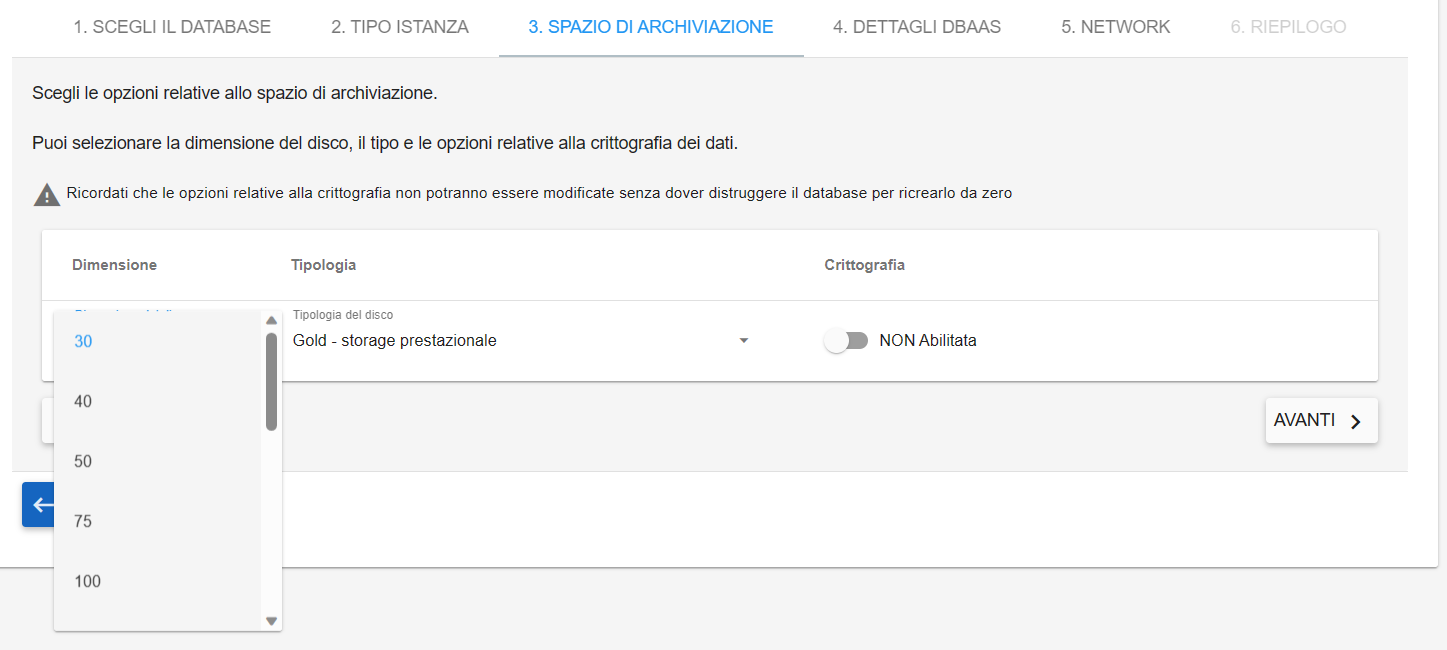 1. SCEGLI IL DATABASE 2. TIPO ISTANZA 3. SPAZIO DI ARCHIVIAZIONE 4. DETTAGLI DBAAS 5. NETWORK 6. RIEPILOGO
Scegli le opzioni relative allo spazio di archiviazione.
Puoi selezionare la dimensione del disco, il tipo e le opzioni relative alla crittografia dei dati.
Ricordati che le opzioni relative alla crittografia non potranno essere modificate senza dover distruggere il database per ricrearlo da zero
Dimensione Tipologia Crittografia
Tipologia del disco
30 Gold - storage prestazionale NON Abilitata
40
AVANTI
50
75
100